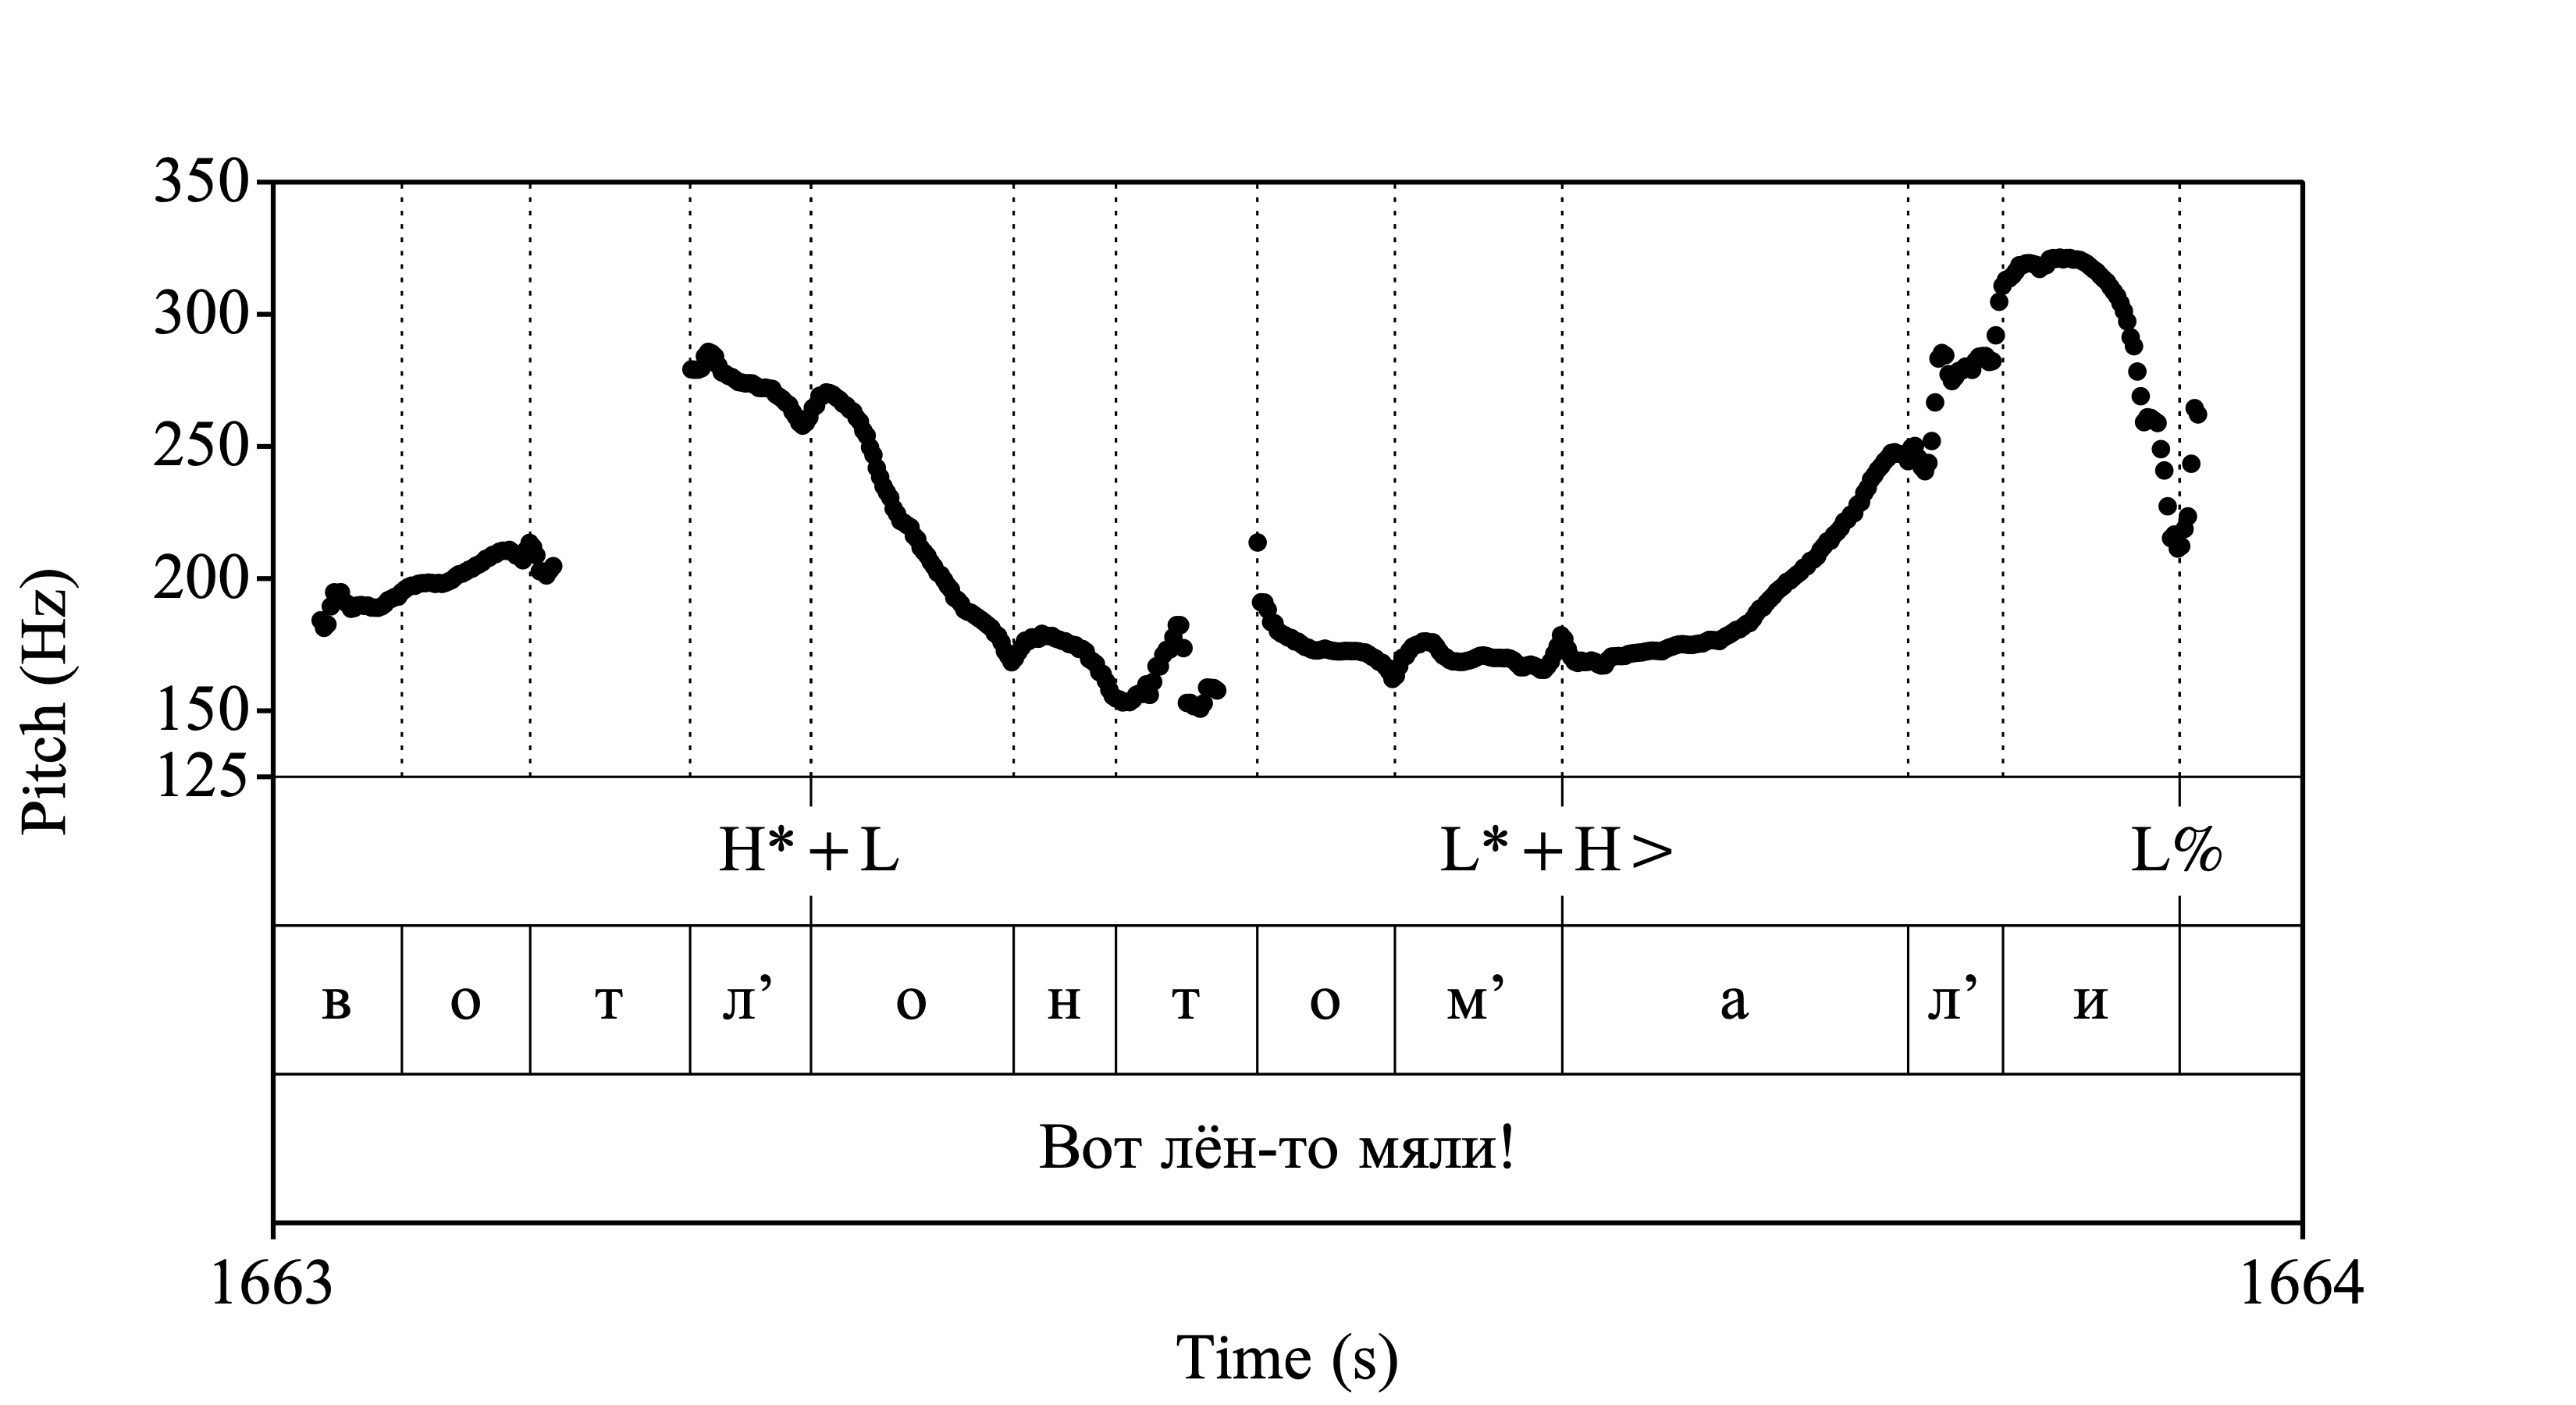 350
300
250
200
150
125
Pitch (Hz)
H*+L L*+H> L%
в о т л’ о н т о м’ а л’ и
Вот лён-то мяли!
1663 1664
Time (s)